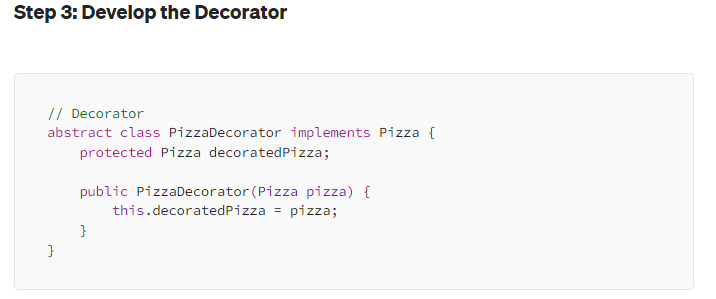 Step 3: Develop the Decorator
// Decorator
abstract class PizzaDecorator implements Pizza {
    protected Pizza decoratedPizza;
    public PizzaDecorator(Pizza pizza) {
        this.decoratedPizza = pizza;
    }
}